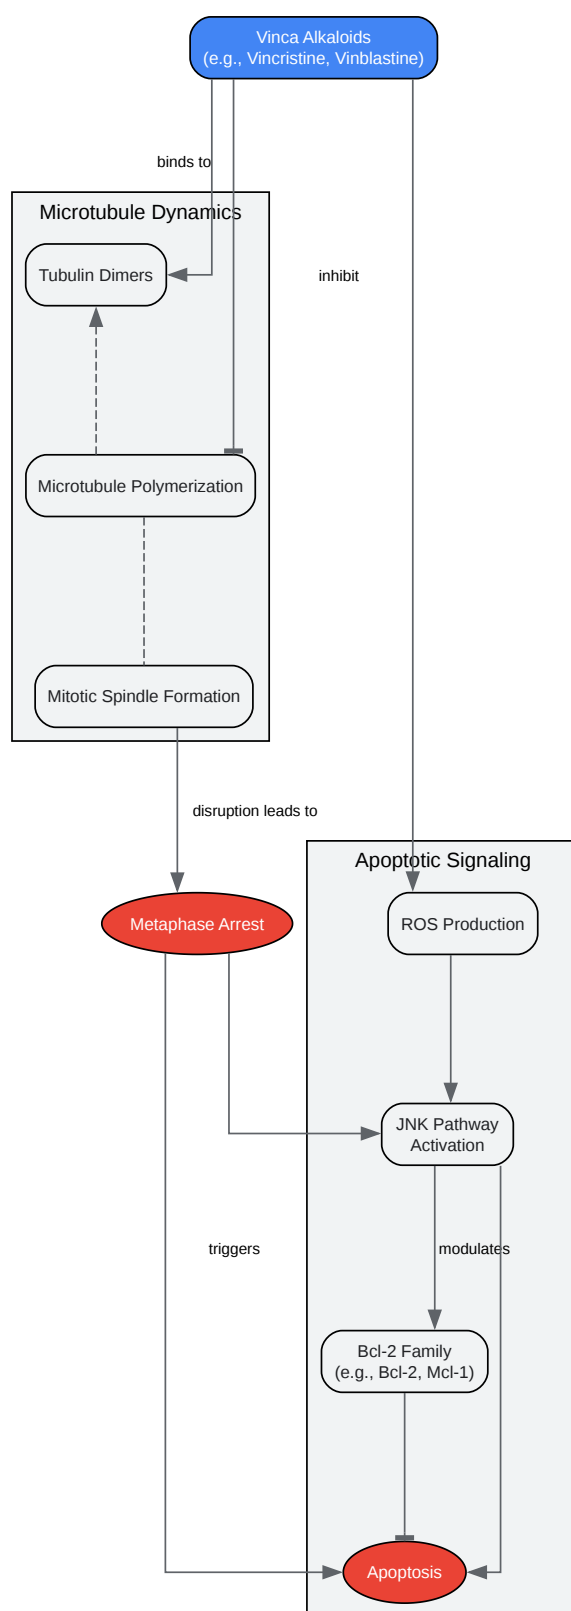 Vinca Alkaloids
(e.g., Vincristine, Vinblastine)
binds to
Microtubule Dynamics
Tubulin Dimers
inhibit
Microtubule Polymerization
Mitotic Spindle Formation
disruption leads to
Apoptotic Signaling
Metaphase Arrest
ROS Production
JNK Pathway
Activation
triggers
modulates
Bcl-2 Family
(e.g., Bcl-2, Mcl-1)
Apoptosis